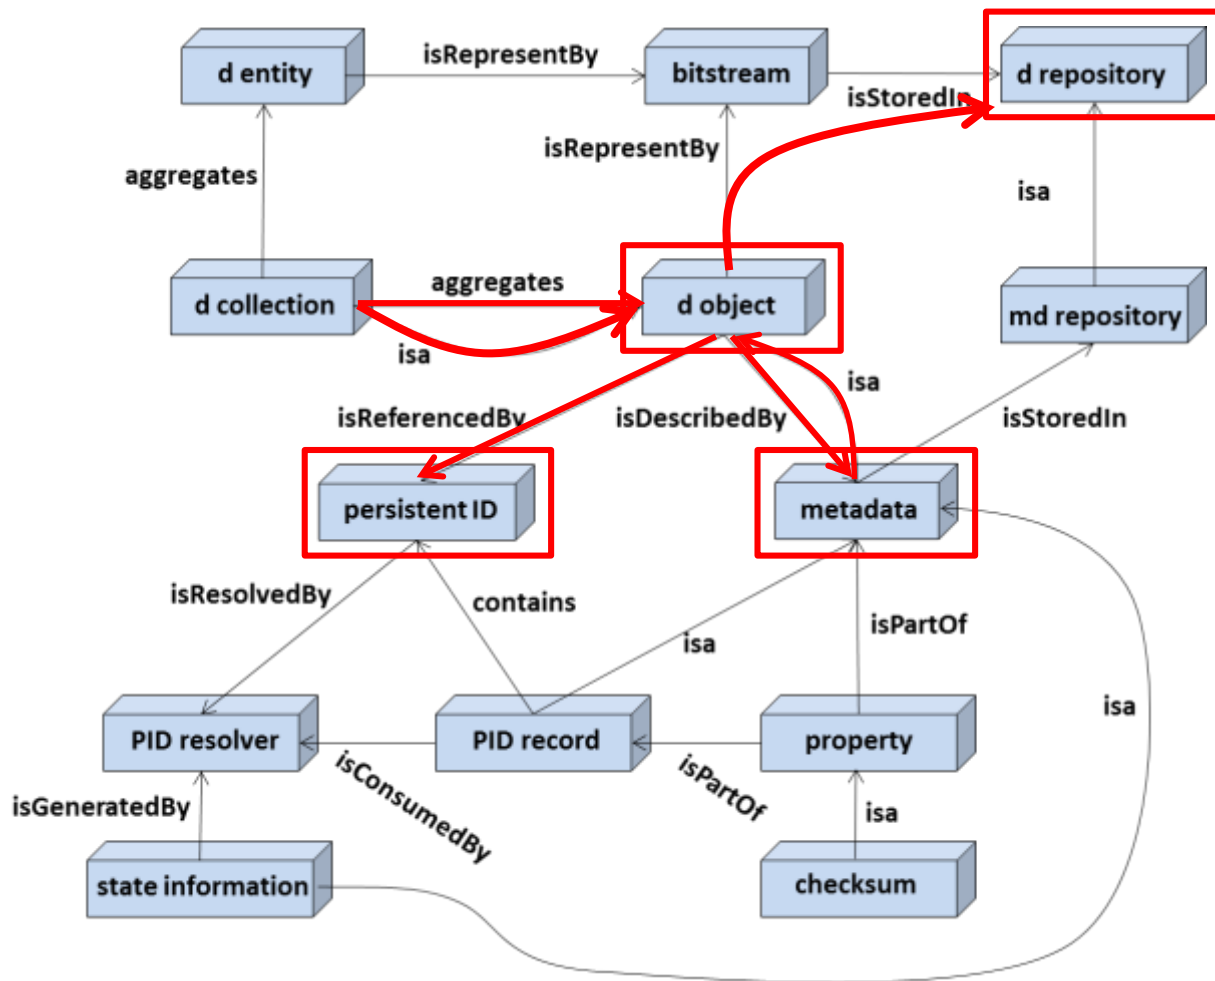 d entity
isRepresentBy
bitstream
d repository
isStoredIn
isRepresentBy
aggregates
isa
d collection
aggregates
d object
md repository
isa
isa
isReferencedBy
isDescribedBy
isStoredIn
persistent ID
metadata
isResolvedBy
contains
isa
isPartOf
isa
PID resolver
PID record
property
isConsumedBy
isPartOf
isGeneratedBy
isa
state information
checksum